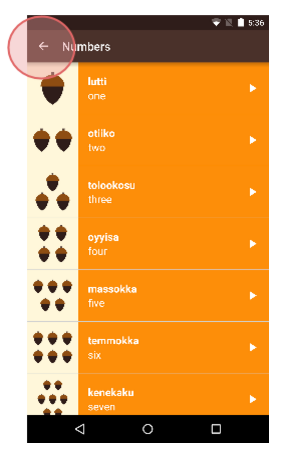 5:36
Numbers
lutti
one
otiiko
two
tolookosu
three
oyyisa
four
massokka
five
temmokka
six
kenekaku
seven